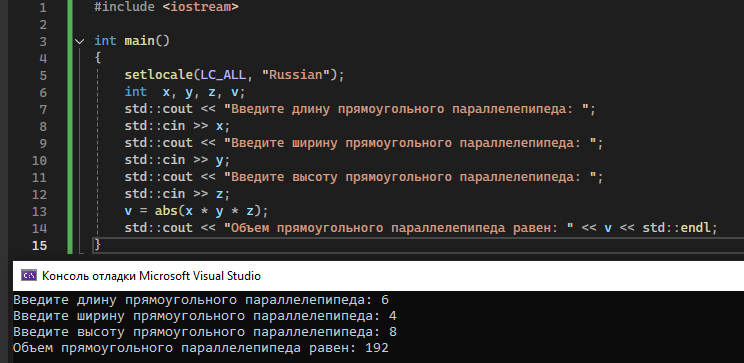 1 #include <iostream>
2
3 int main()
4 {
5 setlocale(LC_ALL, "Russian");
6 int x, y, z, v;
7 std::cout << "Введите длину прямоугольного параллелепипеда: ";
8 std::cin >> x;
9 std::cout << "Введите ширину прямоугольного параллелепипеда: ";
10 std::cin >> y;
11 std::cout << "Введите высоту прямоугольного параллелепипеда: ";
12 std::cin >> z;
13 v = abs(x * y * z);
14 std::cout << "Объем прямоугольного параллелепипеда равен: " << v << std::endl;
15 }
Консоль отладки Microsoft Visual Studio
Введите длину прямоугольного параллелепипеда: 6
Введите ширину прямоугольного параллелепипеда: 4
Введите высоту прямоугольного параллелепипеда: 8
Объем прямоугольного параллелепипеда равен: 192